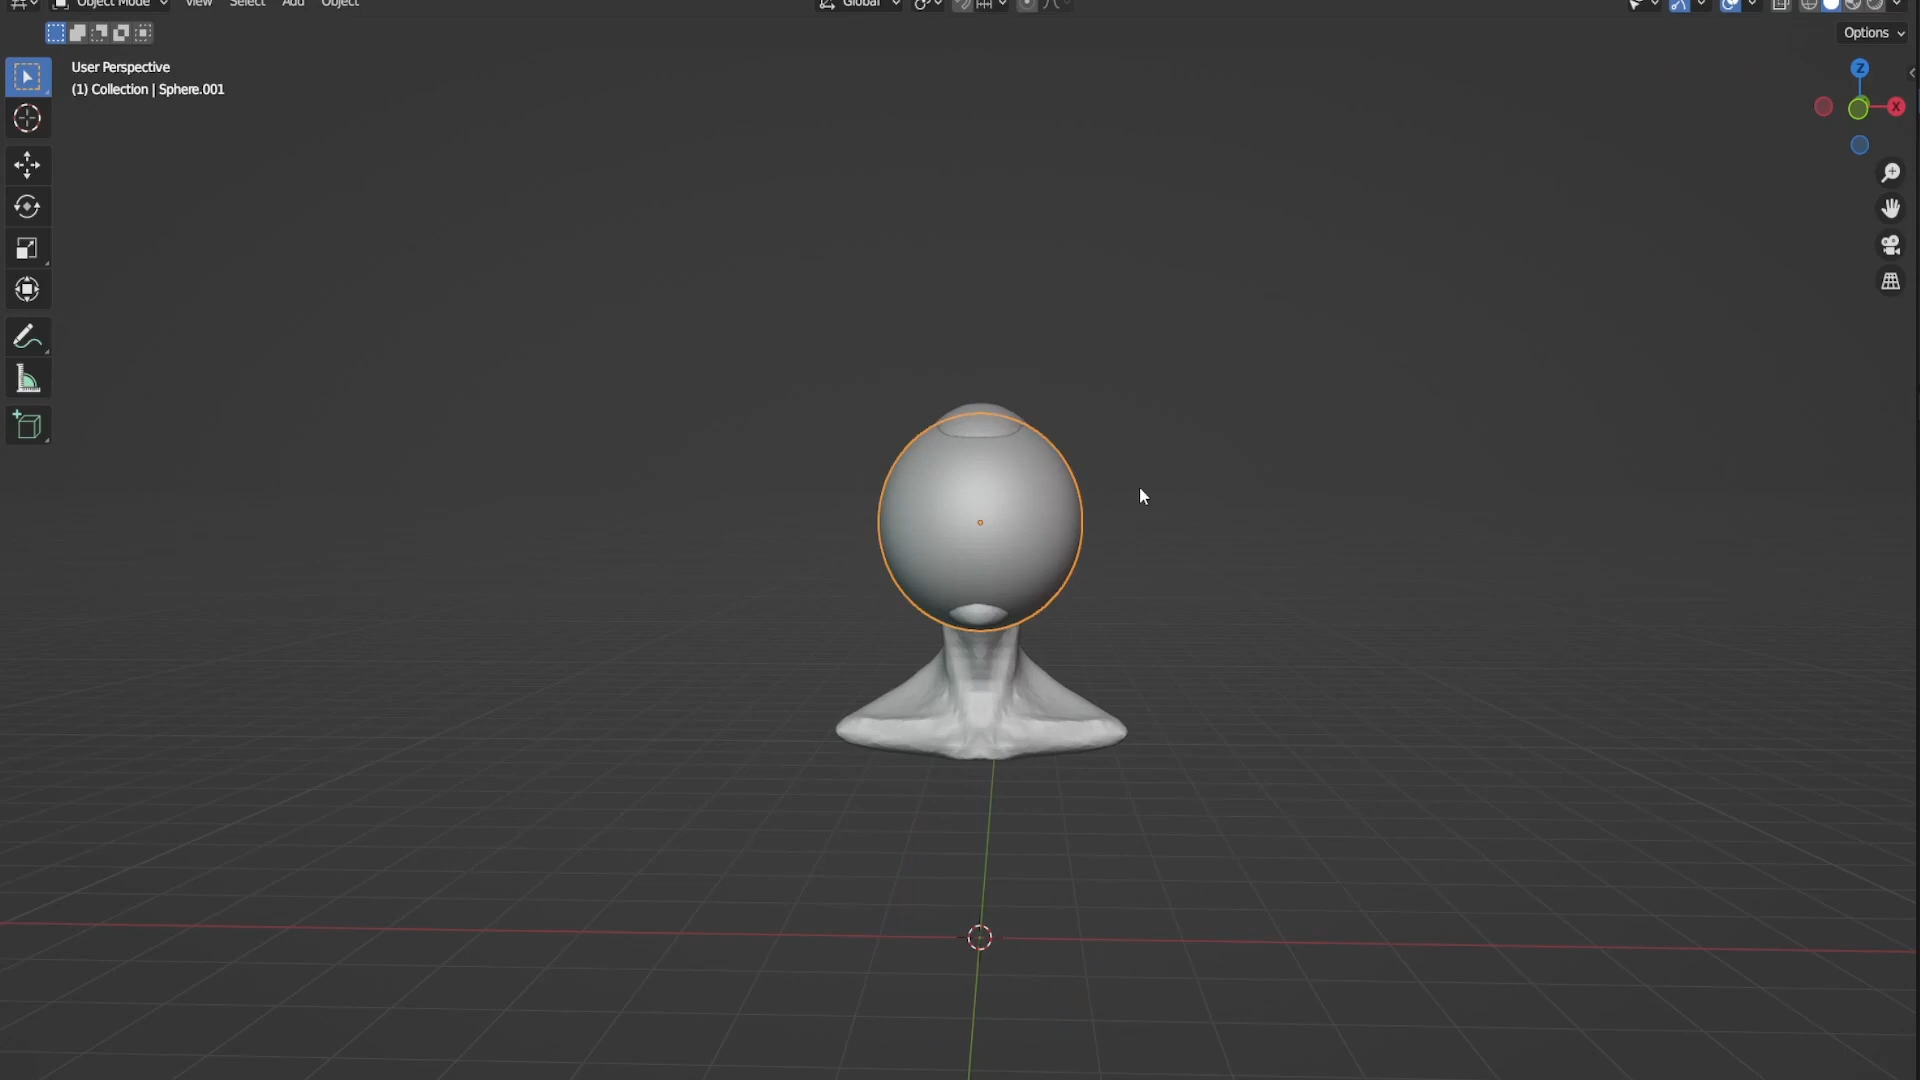 Object Mode View Select Add Object Global
Options
User Perspective
(1) Collection | Sphere.001
Z
X